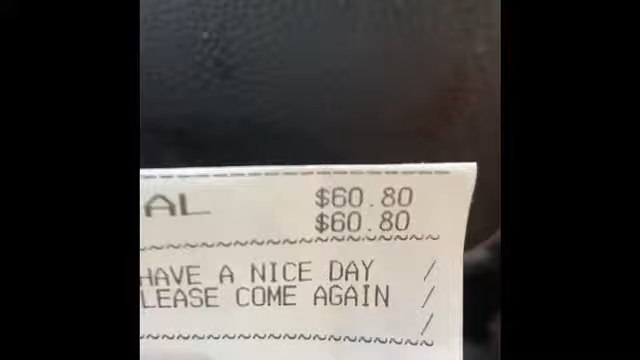 AL $60.80
$60.80
HAVE A NICE DAY /
LEASE COME AGAIN /
/